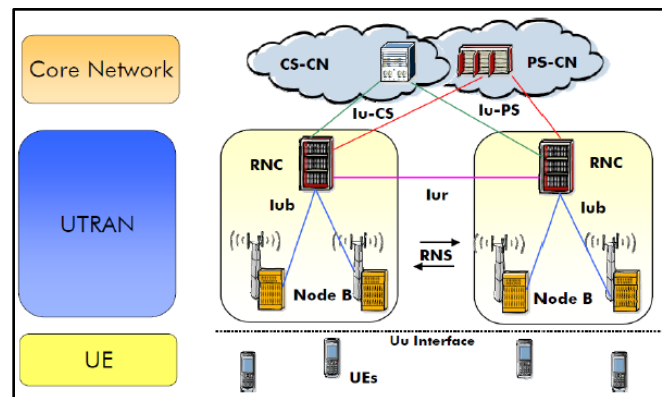 Core Network
CS-CN
PS-CN
Iu-CS
Iu-PS
UTRAN
RNC
RNC
Iur
Iub
Iub
RNS
Node B
Node B
Uu Interface
UE
UEs